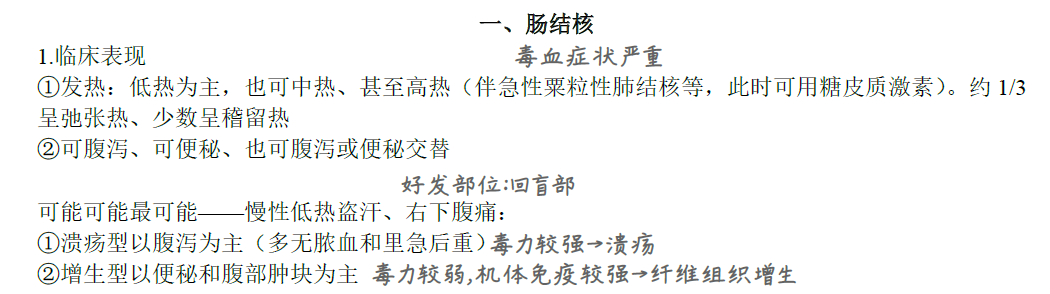 一、肠结核
1.临床表现 毒血症状严重
①发热：低热为主，也可中热、甚至高热（伴急性粟粒性肺结核等，此时可用糖皮质激素）。约 1/3
呈弛张热、少数呈稽留热
②可腹泻、可便秘、也可腹泻或便秘交替
好发部位:回盲部
可能可能最可能——慢性低热盗汗、右下腹痛：
①溃疡型以腹泻为主（多无脓血和里急后重）毒力较强→溃疡
②增生型以便秘和腹部肿块为主 毒力较弱,机体免疫较强→纤维组织增生